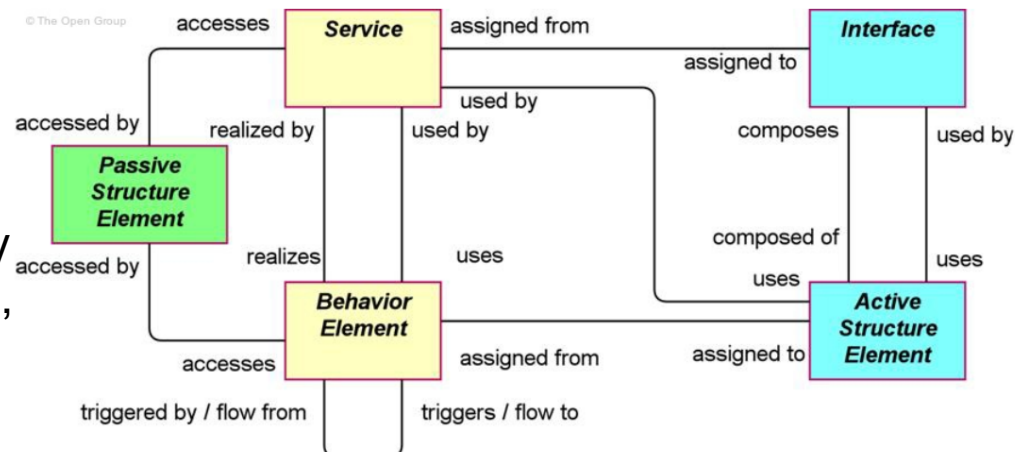 © The Open Group
accesses
Service
assigned from
Interface
assigned to
used by
accessed by
realized by
used by
composes
used by
Passive
Structure
Element
y
accessed by
,
realizes
uses
composed of
uses
uses
Behavior
Element
Active
Structure
Element
accesses
assigned from
assigned to
triggered by / flow from
triggers / flow to